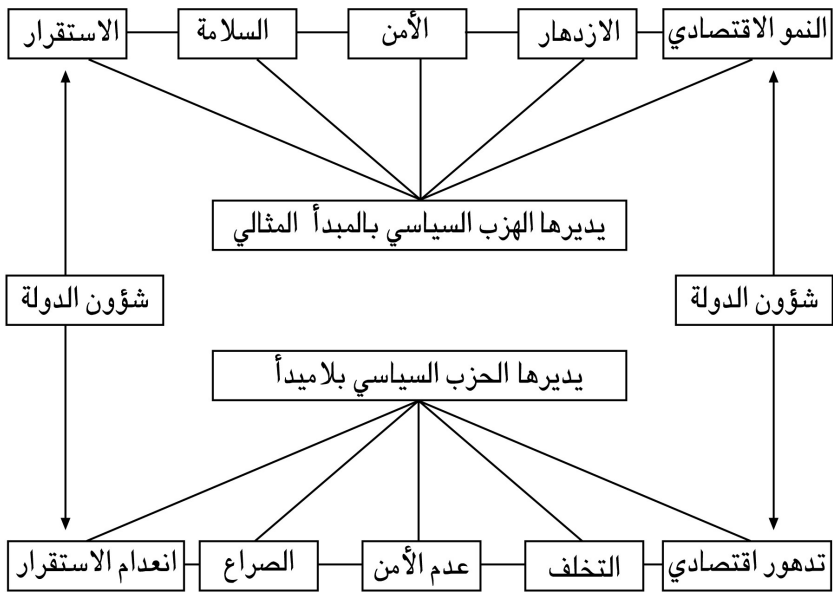 النمو الاقتصادي
الازدهار
الأمن
السلامة
الاستقرار
يديرها الهزب السياسي بالمبدأ المثالي
شؤون الدولة
شؤون الدولة
يديرها الحزب السياسي بلاميدأ
تدهور اقتصادي
التخلف
عدم الأمن
الصراع
انعدام الاستقرار